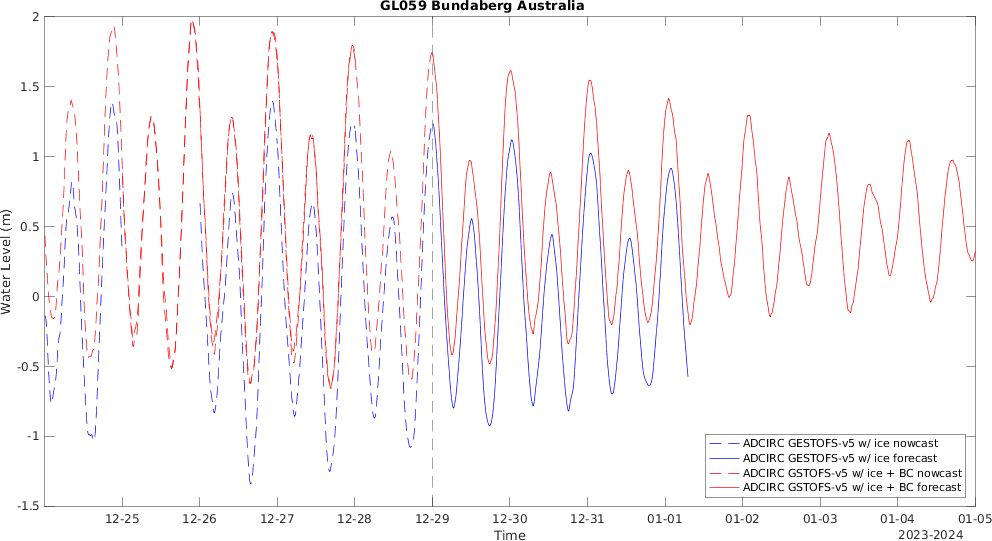 GL059 Bundaberg Australia
Water Level (m)
2
1.5
1
0.5
0
-0.5
-1
-1.5
ADCIRC GESTOFS-v5 w/ ice nowcast
ADCIRC GESTOFS-v5 w/ ice forecast
ADCIRC GSTOFS-v5 w/ ice + BC nowcast
ADCIRC GSTOFS-v5 w/ ice + BC forecast
12-25 12-26 12-27 12-28 12-29 12-30 12-31 01-01 01-02 01-03 01-04 01-05
Time
2023-2024